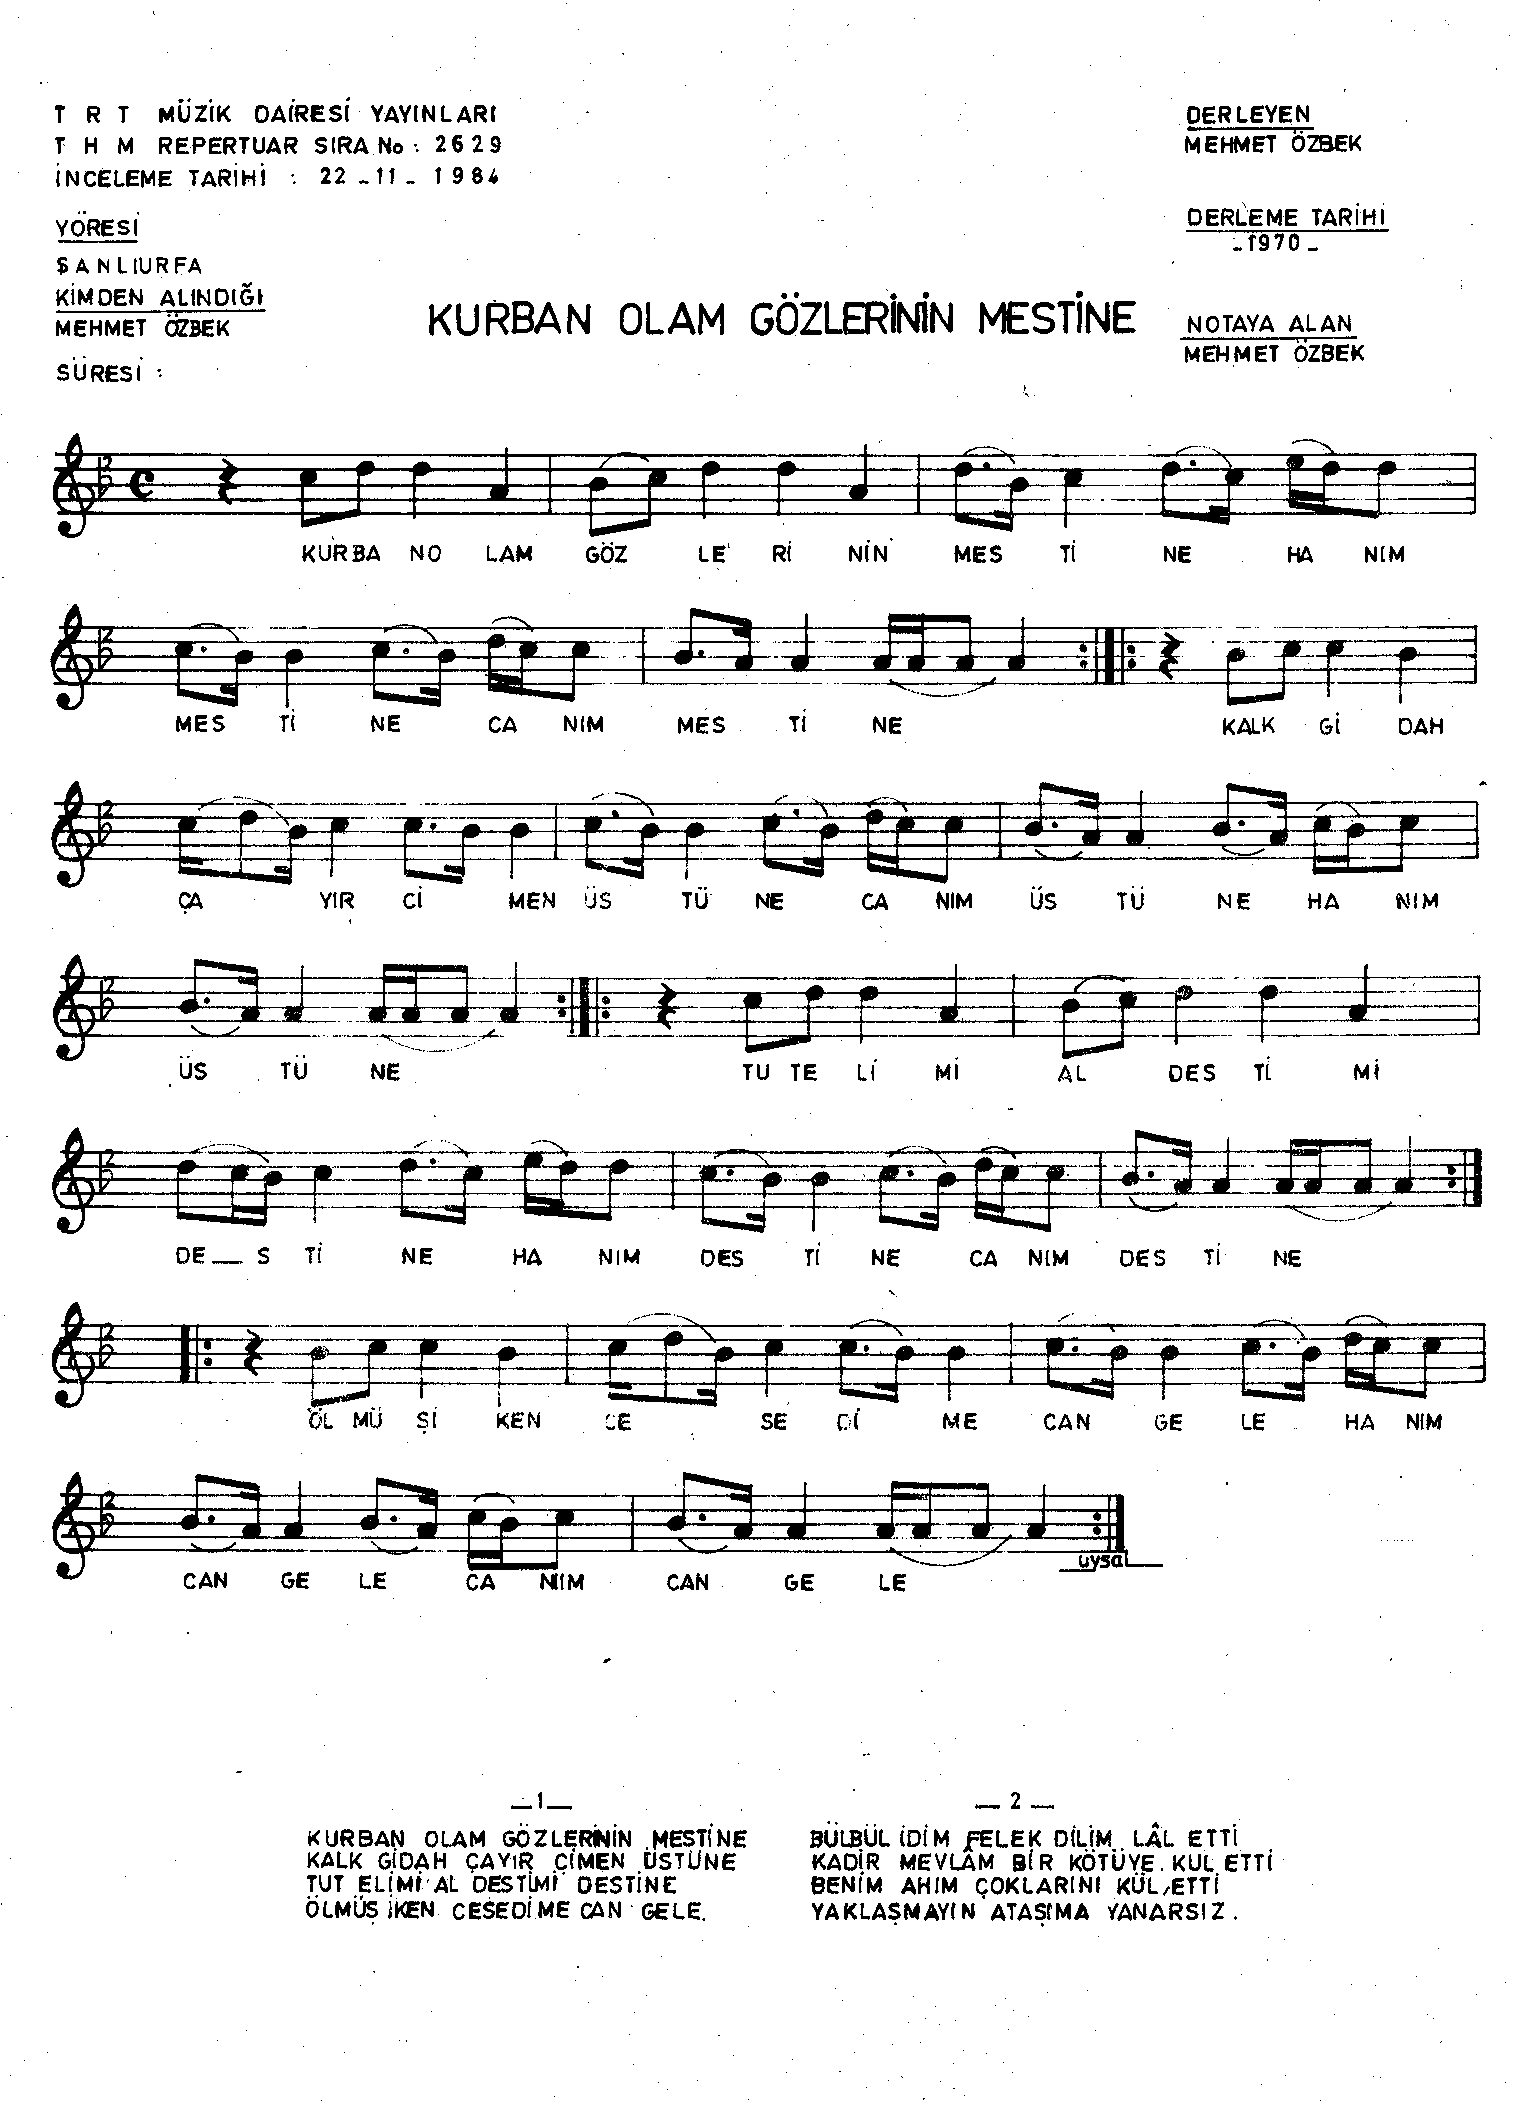 T R T MÜZİK DAİRESİ YAYINLARI
T H M REPERTUAR SIRA No : 2629
İNCELEME TARİHİ : 22 - 11 - 1984
YÖRESİ
ŞANLIURFA
KİMDEN ALINDIĞI
MEHMET ÖZBEK
SÜRESİ :
DERLEYEN
MEHMET ÖZBEK
DERLEME TARİHİ
- 1970 -
NOTAYA ALAN
MEHMET ÖZBEK
KURBAN OLAM GÖZLERİNİN MESTİNE
KURBA NO LAM GÖZ LE Rİ NİN MES Tİ NE HA NIM
MES Tİ NE CA NIM MES Tİ NE KALK Gİ DAH
ÇA YIR Cİ MEN ÜS TÜ NE CA NIM ÜS TÜ NE HA NIM
ÜS TÜ NE TU TE Lİ Mİ AL DES Tİ Mİ
DE__ S Tİ NE HA NIM DES Tİ NE CA NIM DES Tİ NE
ÖL MÜ Şİ KEN CE SE Dİ ME CAN GE LE HA NIM
CAN GE LE CA NIM CAN GE LE
uysal
_1_
KURBAN OLAM GÖZLERİNİN MESTİNE
KALK GİDAH ÇAYIR ÇİMEN ÜSTÜNE
TUT ELİMİ AL DESTİMİ DESTİNE
ÖLMÜŞ İKEN CESEDİME CAN GELE.
_ 2 _
BÜLBÜL İDİM FELEK DİLİM LÂL ETTİ
KADİR MEVLÂM BİR KÖTÜYE KUL ETTİ
BENİM AHIM ÇOKLARINI KÜL ETTİ
YAKLAŞMAYIN ATAŞIMA YANARSIZ.